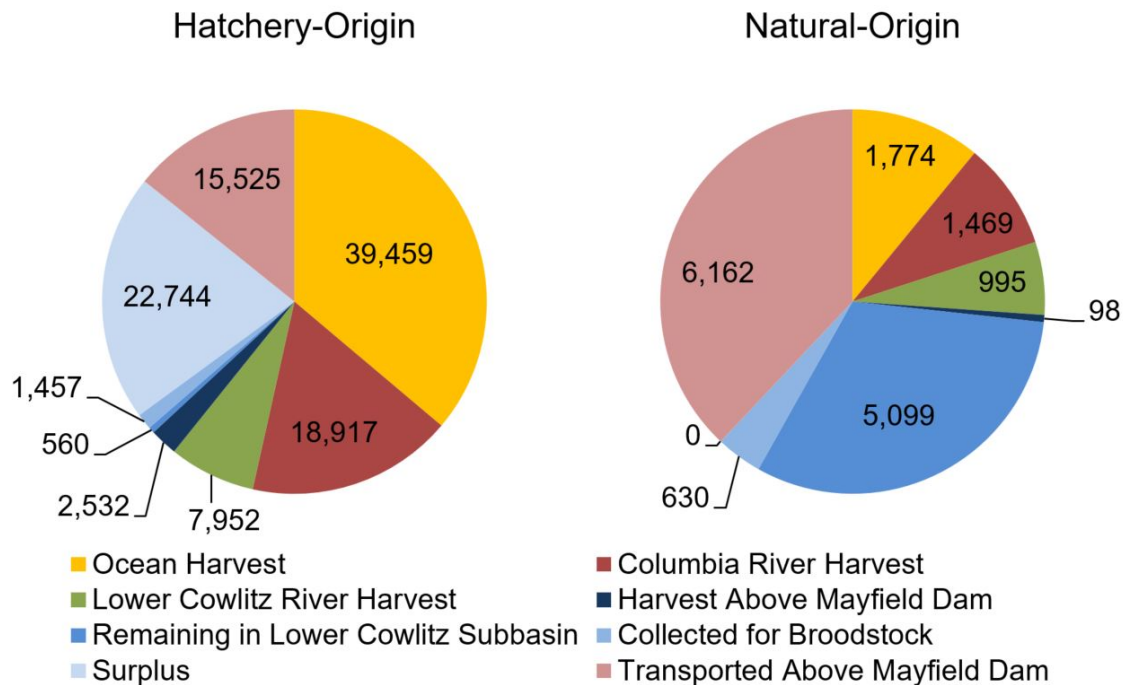 Hatchery-Origin
Natural-Origin
15,525
39,459
22,744
1,457
560
2,532
7,952
18,917
1,774
1,469
995
98
6,162
5,099
0
630
Ocean Harvest
Columbia River Harvest
Lower Cowlitz River Harvest
Harvest Above Mayfield Dam
Remaining in Lower Cowlitz Subbasin
Collected for Broodstock
Surplus
Transported Above Mayfield Dam